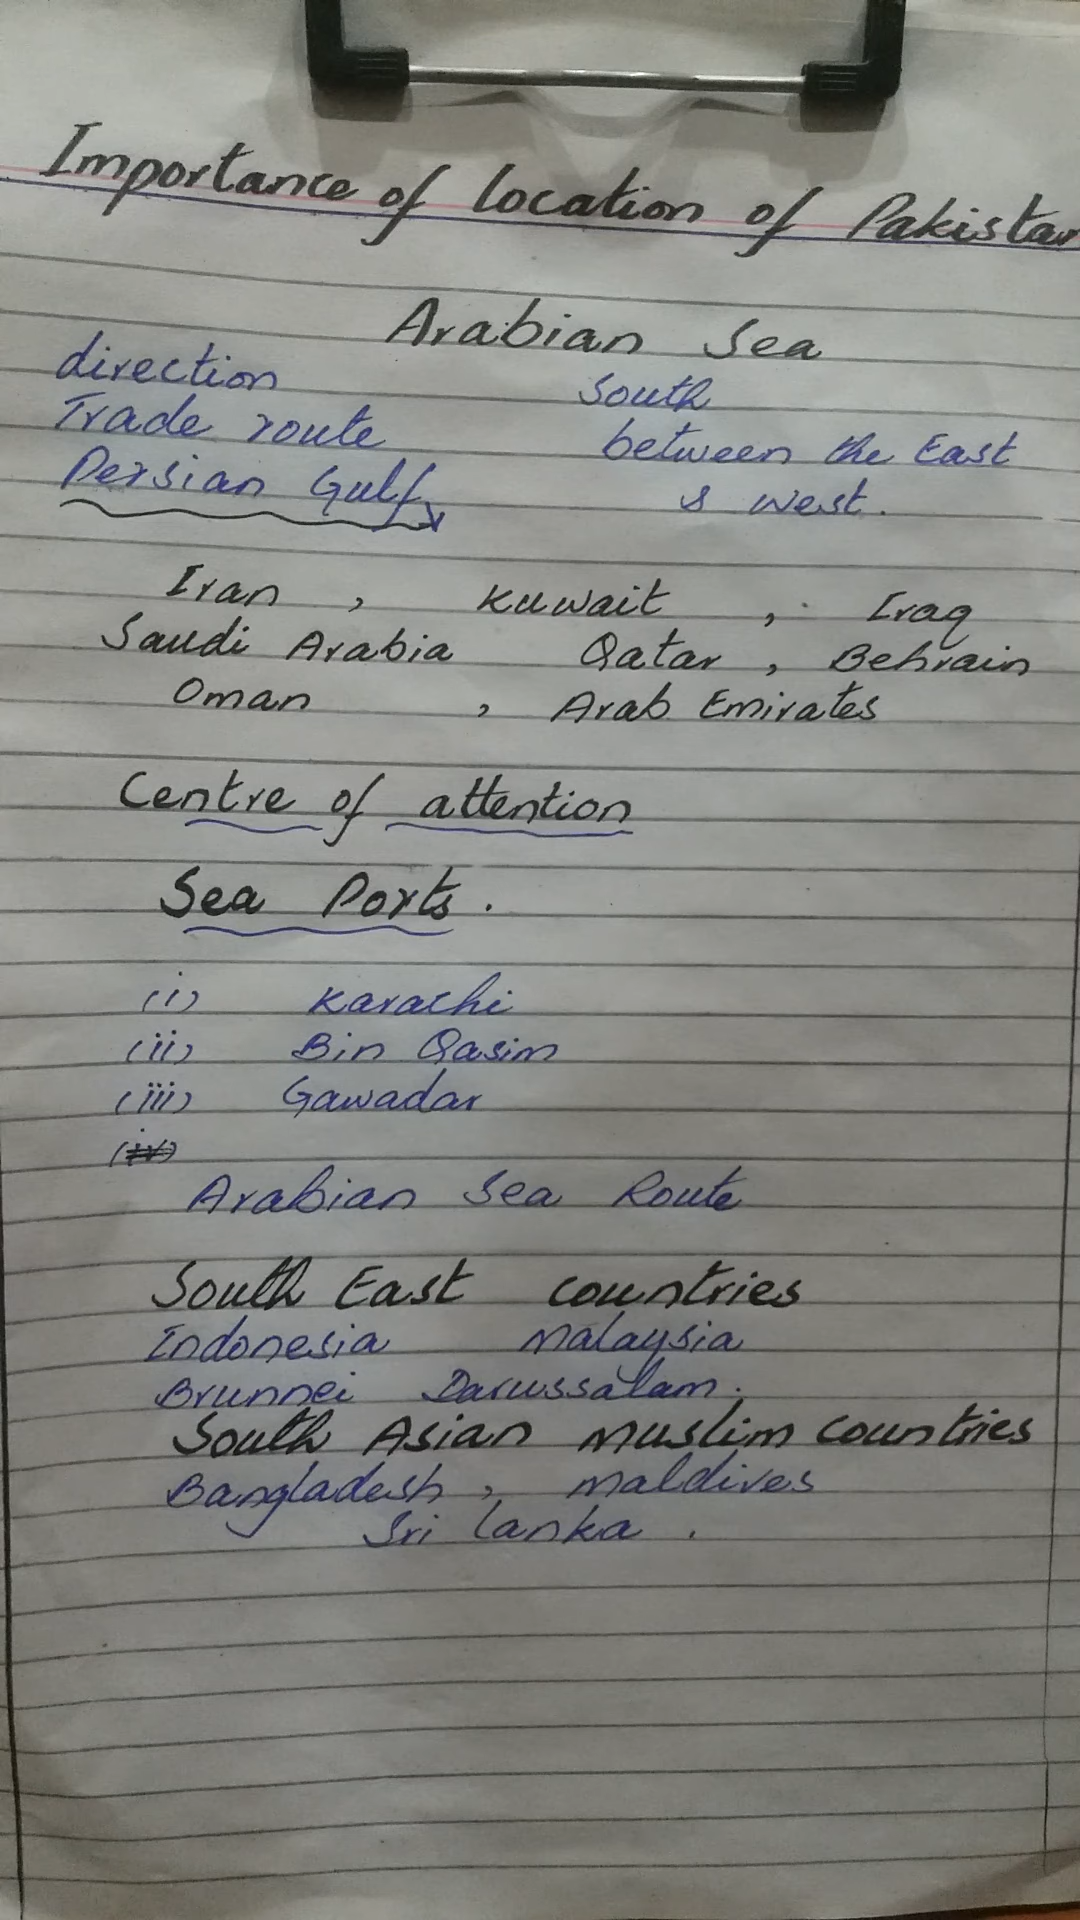 Importance of location of Pakistan
Arabian Sea
direction South
Trade route between the East
Persian Gulf & west.
Iran , Kuwait , Iraq
Saudi Arabia Qatar , Behrain
Oman , Arab Emirates
Centre of attention
Sea Ports.
(i) Karachi
(ii) Bin Qasim
(iii) Gawadar
(iv)
Arabian Sea Route
South East countries
Indonesia Malaysia
Brunnei Darussalam.
South Asian Muslim countries
Bangladesh , Maldives
Sri lanka .